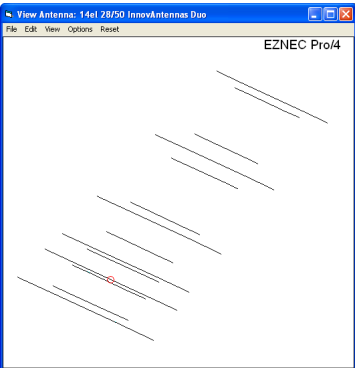 View Antenna: 14el 28/50 InnovAntennas Duo
File Edit View Options Reset
EZNEC Pro/4